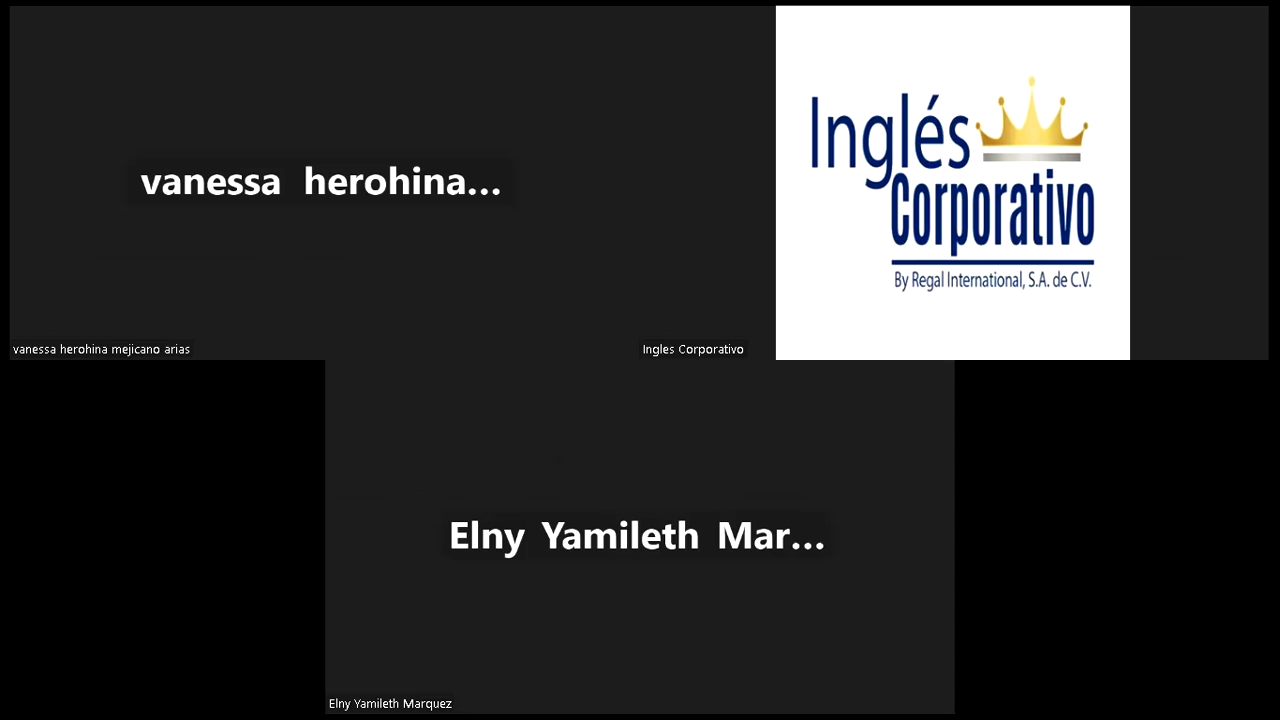 vanessa herohina...
vanessa herohina mejicano arias
Inglés
Corporativo
By Regal International, S.A. de C.V.
Ingles Corporativo
Elny Yamileth Mar...
Elny Yamileth Marquez